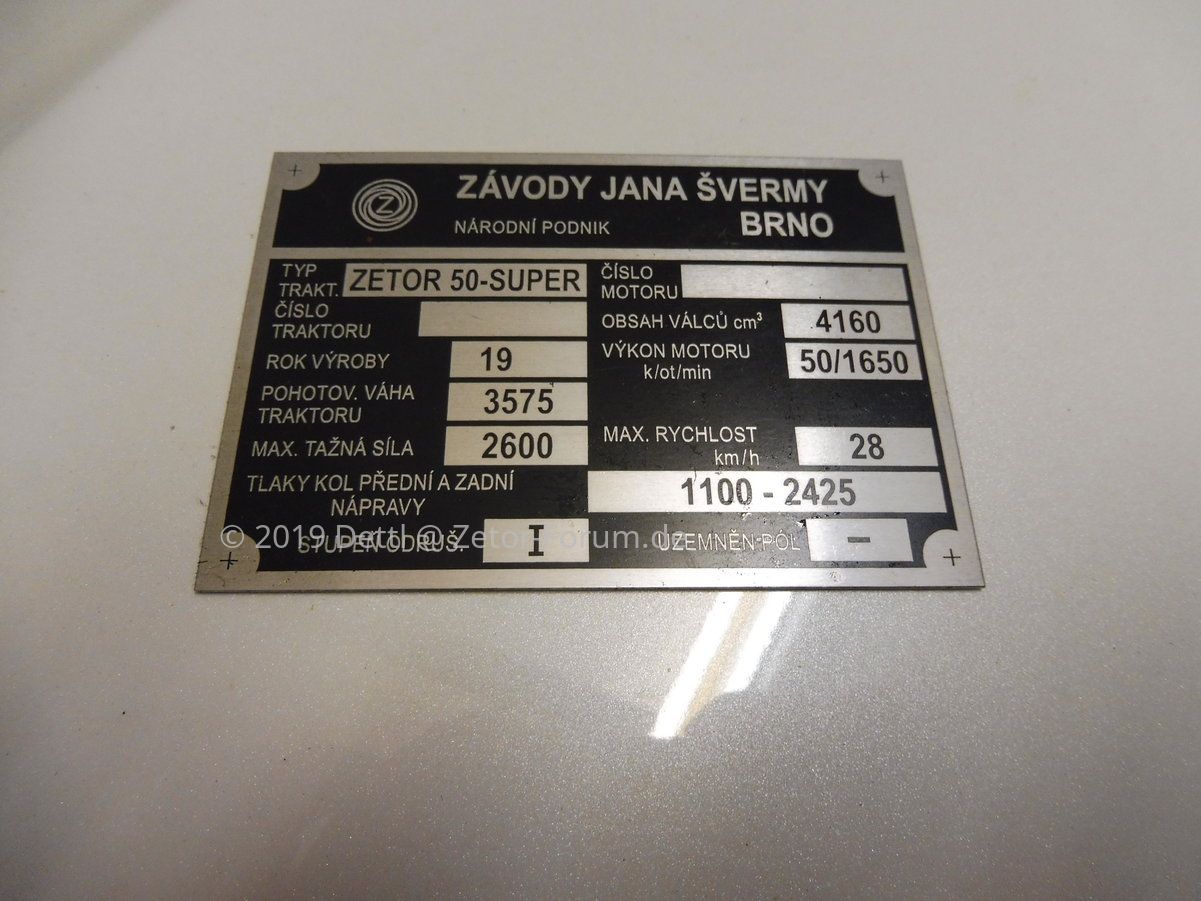 ZÁVODY JANA ŠVERMY
NÁRODNÍ PODNIK BRNO
Z
TYP TRAKT. ZETOR 50-SUPER
ČÍSLO TRAKTORU
ROK VÝROBY 19
POHOTOV. VÁHA TRAKTORU 3575
MAX. TAŽNÁ SÍLA 2600
ČÍSLO MOTORU
OBSAH VÁLCŮ cm³ 4160
VÝKON MOTORU k/ot/min 50/1650
MAX. RYCHLOST km/h 28
TLAKY KOL PŘEDNÍ A ZADNÍ NÁPRAVY 1100 - 2425
STUPEŇ ODRUŠ. I
UZEMNĚN PÓL –
© 2019 Dettl @ Zetor-Forum.de